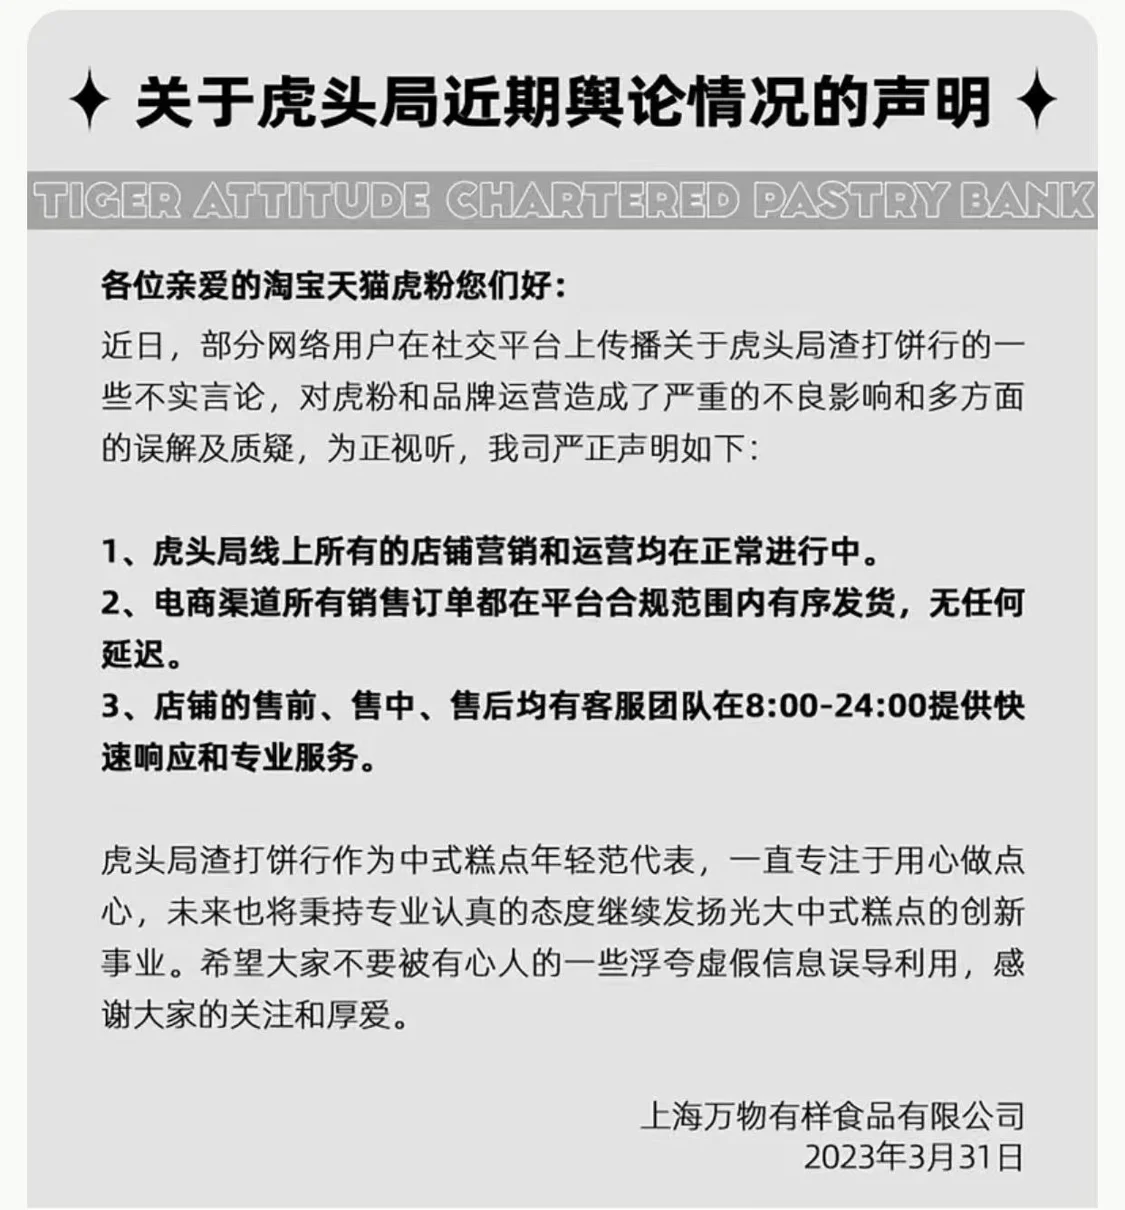 关于虎头局近期舆论情况的声明
TIGER ATTITUDE CHARTERED PASTRY BANK
各位亲爱的淘宝天猫虎粉您们好：
近日，部分网络用户在社交平台上传播关于虎头局渣打饼行的一
些不实言论，对虎粉和品牌运营造成了严重的不良影响和多方面
的误解及质疑，为正视听，我司严正声明如下：
1、虎头局线上所有的店铺营销和运营均在正常进行中。
2、电商渠道所有销售订单都在平台合规范围内有序发货，无任何
延迟。
3、店铺的售前、售中、售后均有客服团队在8:00-24:00提供快
速响应和专业服务。
虎头局渣打饼行作为中式糕点年轻范代表，一直专注于用心做点
心，未来也将秉持专业认真的态度继续发扬光大中式糕点的创新
事业。希望大家不要被有心人的一些浮夸虚假信息误导利用，感
谢大家的关注和厚爱。
上海万物有样食品有限公司
2023年3月31日